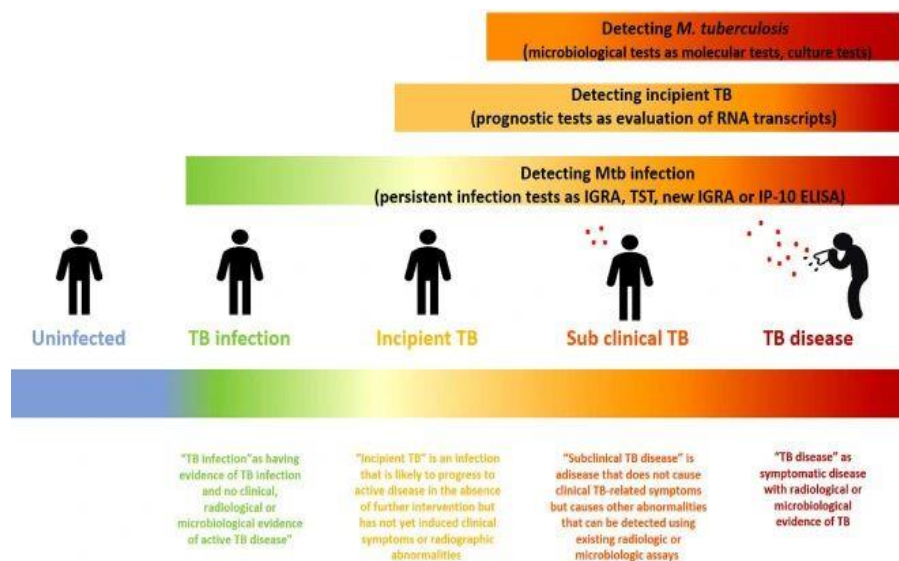 Detecting M. tuberculosis
(microbiological tests as molecular tests, culture tests)
Detecting incipient TB
(prognostic tests as evaluation of RNA transcripts)
Detecting Mtb infection
(persistent infection tests as IGRA, TST, new IGRA or IP-10 ELISA)
Uninfected
TB infection
Incipient TB
Sub clinical TB
TB disease
"TB infection"as having
evidence of TB infection
and no clinical,
radiological or
microbiological evidence
of active TB disease"
"Incipient TB" is an infection
that is likely to progress to
active disease in the absence
of further intervention but
has not yet induced clinical
symptoms or radiographic
abnormalities
"Subclinical TB disease" is
adisease that does not cause
clinical TB-related symptoms
but causes other abnormalities
that can be detected using
existing radiologic or
microbiologic assays
"TB disease" as
symptomatic disease
with radiological or
microbiological
evidence of TB